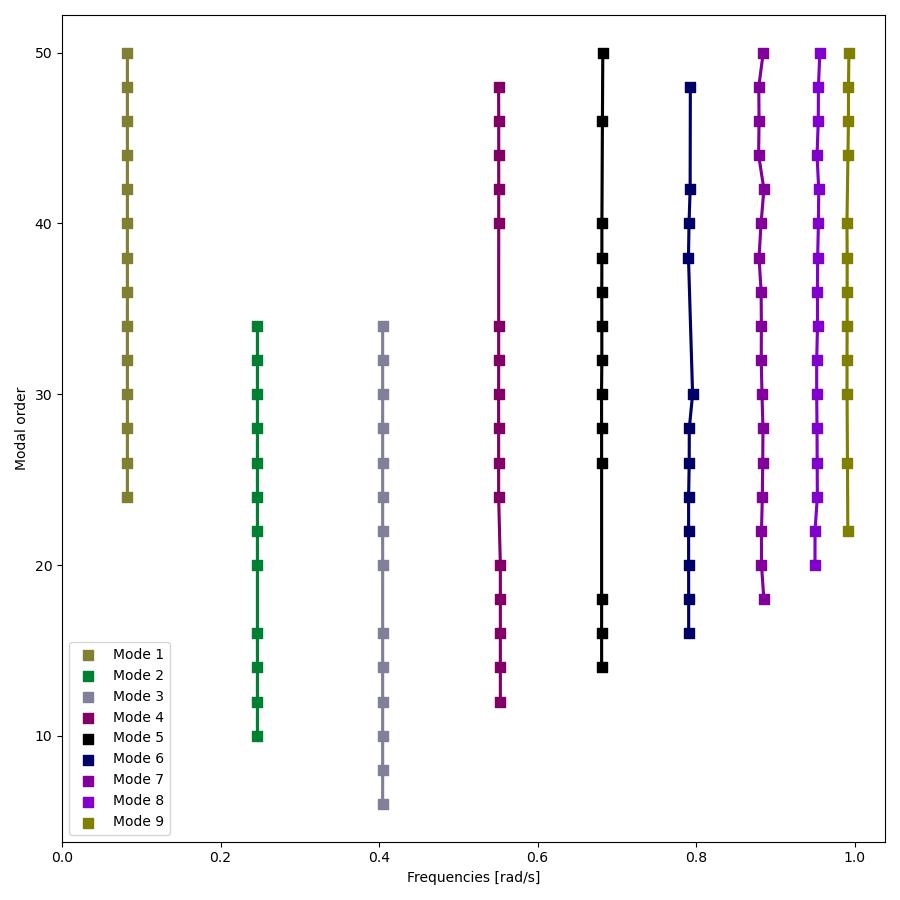 50
40
30
20
10
Modal order
Mode 1
Mode 2
Mode 3
Mode 4
Mode 5
Mode 6
Mode 7
Mode 8
Mode 9
0.0 0.2 0.4 0.6 0.8 1.0
Frequencies [rad/s]